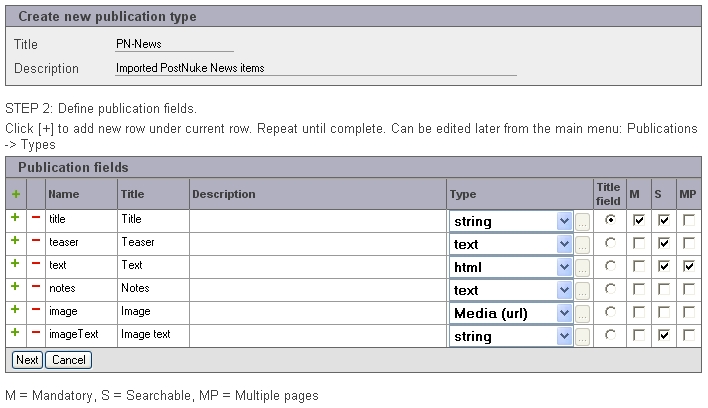 Create new publication type
Title PN-News
Description Imported PostNuke News items
STEP 2: Define publication fields.
Click [+] to add new row under current row. Repeat until complete. Can be edited later from the main menu: Publications
-> Types
Publication fields
+ Name Title Description Type Title field M S MP
+ − title Title string ...
+ − teaser Teaser text ...
+ − text Text html ...
+ − notes Notes text ...
+ − image Image Media (url) ...
+ − imageText Image text string ...
Next Cancel
M = Mandatory, S = Searchable, MP = Multiple pages